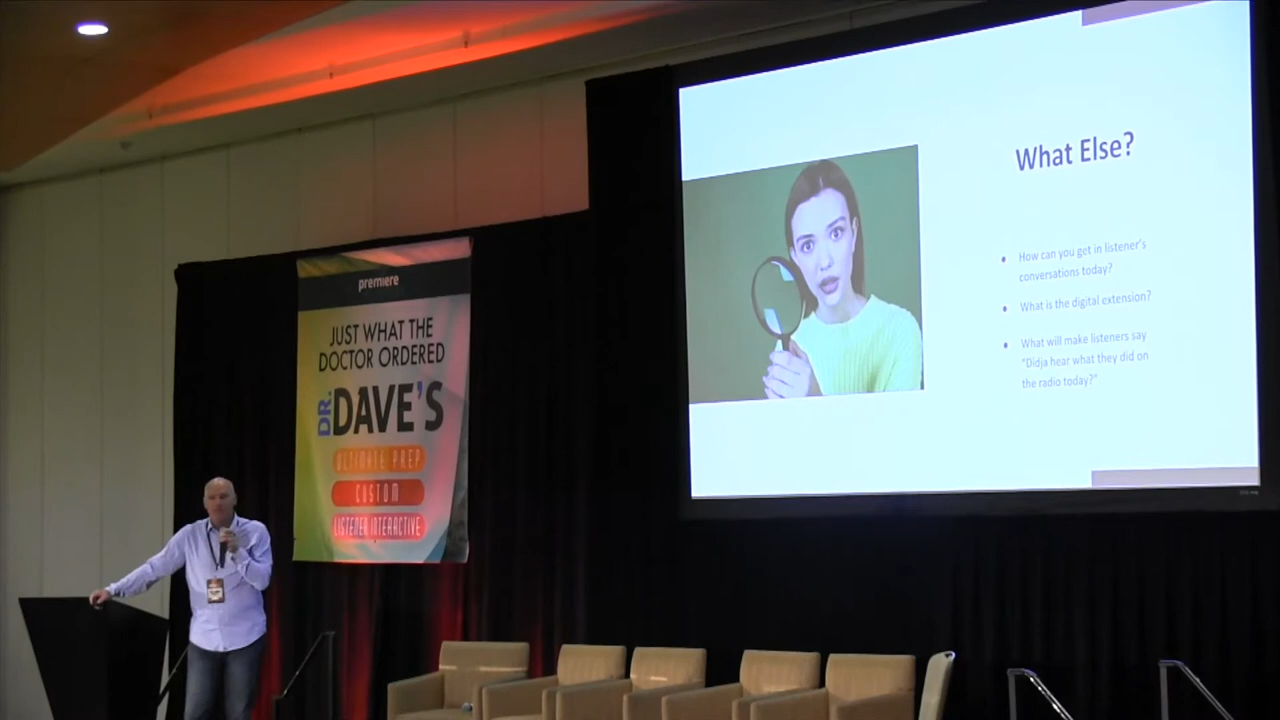 premiere
JUST WHAT THE
DOCTOR ORDERED
DR. DAVE'S
ULTIMATE PREP
CUSTOM
LISTENER INTERACTIVE
What Else?
• How can you get in listener's
conversations today?
• What is the digital extension?
• What will make listeners say
"Didja hear what they did on
the radio today?"